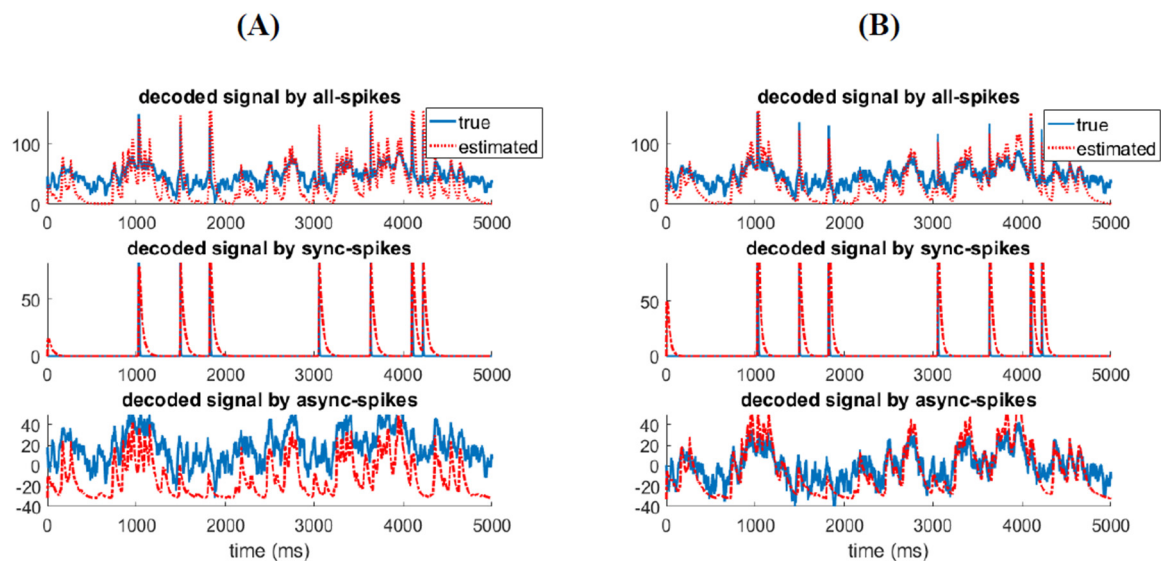 (A)
decoded signal by all-spikes
true
estimated
100
0
0 1000 2000 3000 4000 5000
decoded signal by sync-spikes
50
0
0 1000 2000 3000 4000 5000
decoded signal by async-spikes
40
20
0
-20
-40
0 1000 2000 3000 4000 5000
time (ms)
(B)
decoded signal by all-spikes
true
estimated
100
0
0 1000 2000 3000 4000 5000
decoded signal by sync-spikes
50
0
0 1000 2000 3000 4000 5000
decoded signal by async-spikes
40
20
0
-20
-40
0 1000 2000 3000 4000 5000
time (ms)